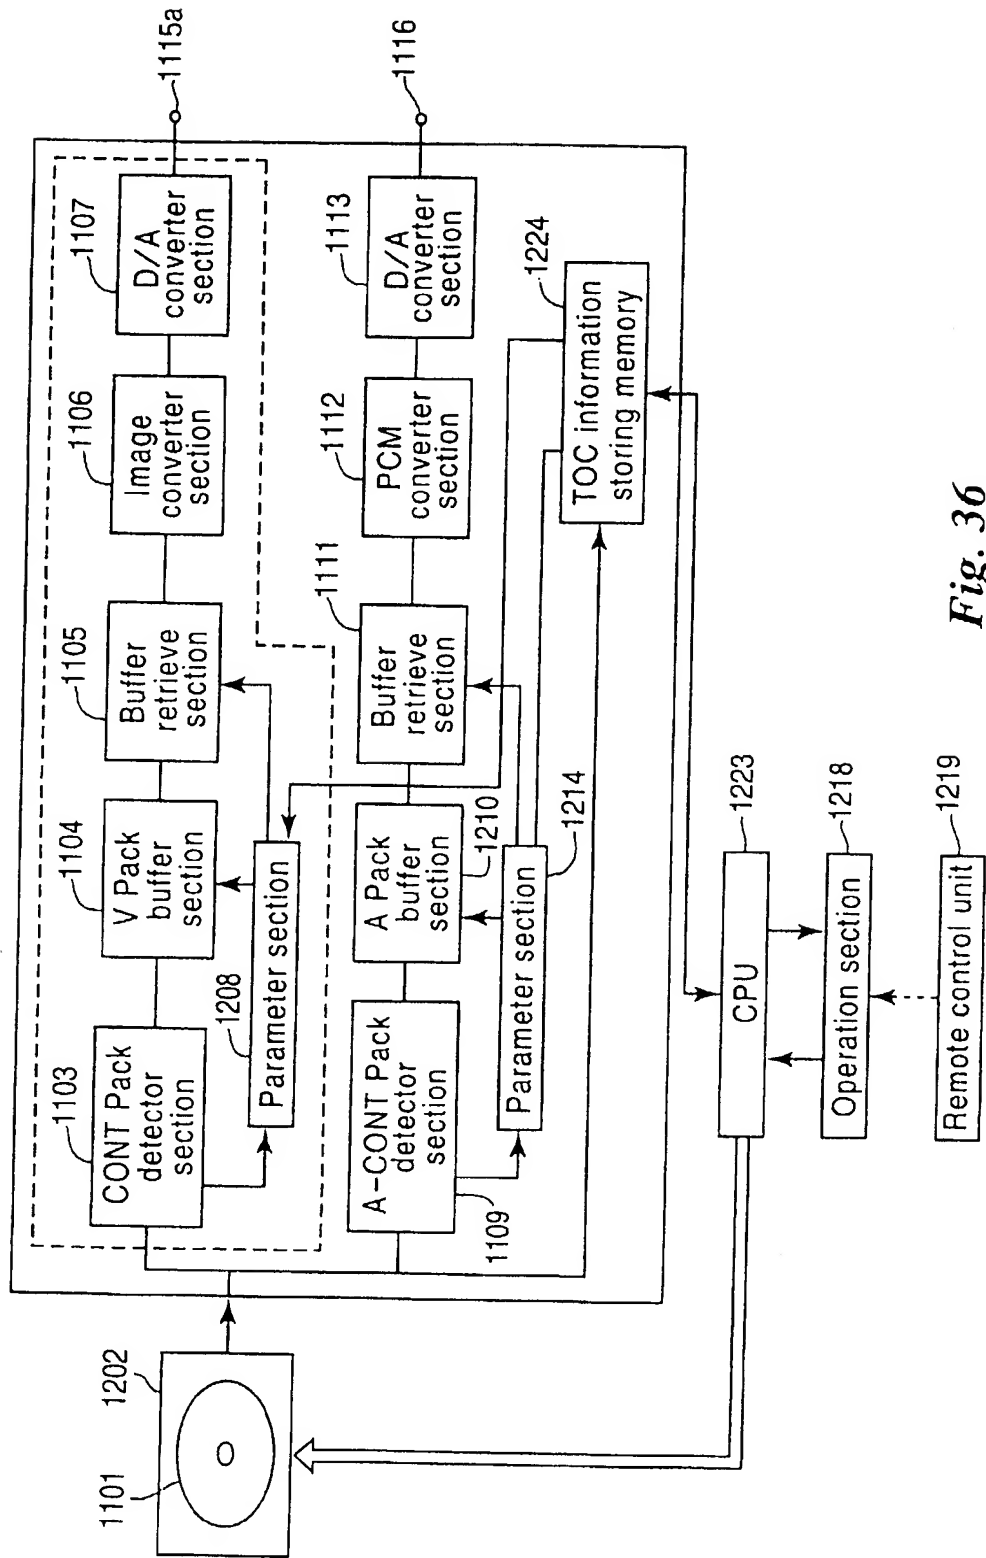 1101
1202
1103
CONT Pack
detector
section
1104
V Pack
buffer
section
1105
Buffer
retrieve
section
1106
Image
converter
section
1107
D/A
converter
section
1115a
1208
Parameter section
A-CONT Pack
detector
section
1109
A Pack
buffer
section
1210
1111
Buffer
retrieve
section
1112
PCM
converter
section
1113
D/A
converter
section
1116
Parameter section
1214
1224
TOC information
storing memory
CPU
1223
Operation section
1218
Remote control unit
1219
Fig. 36